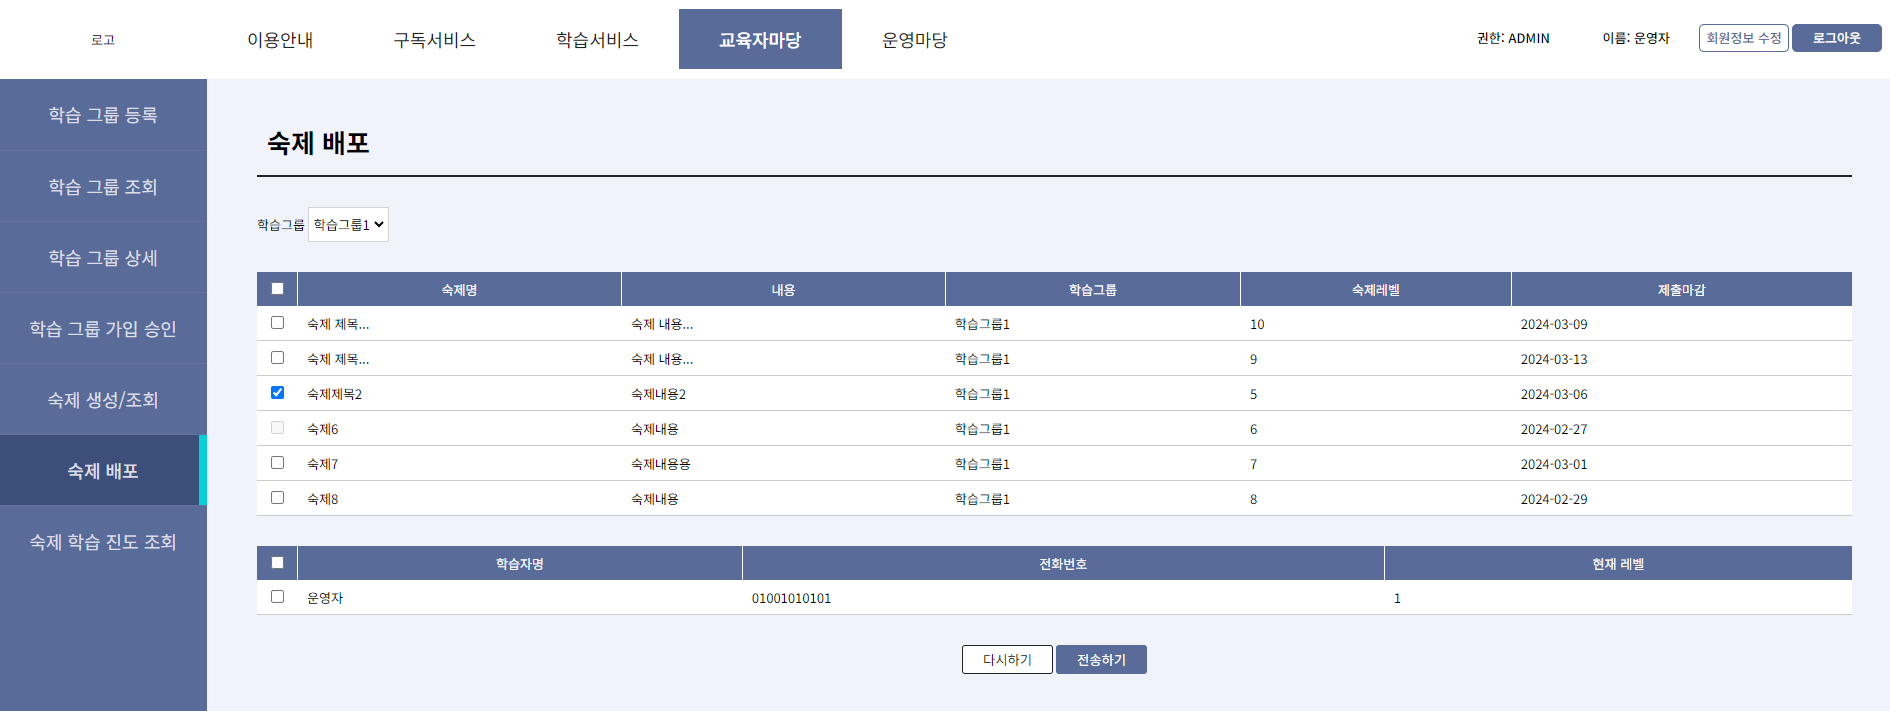 로고 이용안내 구독서비스 학습서비스 교육자마당 운영마당 권한: ADMIN 이름: 운영자 회원정보 수정 로그아웃
학습 그룹 등록
학습 그룹 조회
학습 그룹 상세
학습 그룹 가입 승인
숙제 생성/조회
숙제 배포
숙제 학습 진도 조회
숙제 배포
학습그룹 학습그룹1
숙제명 내용 학습그룹 숙제레벨 제출마감
숙제 제목... 숙제 내용... 학습그룹1 10 2024-03-09
숙제 제목... 숙제 내용... 학습그룹1 9 2024-03-13
숙제제목2 숙제내용2 학습그룹1 5 2024-03-06
숙제6 숙제내용 학습그룹1 6 2024-02-27
숙제7 숙제내용용 학습그룹1 7 2024-03-01
숙제8 숙제내용 학습그룹1 8 2024-02-29
학습자명 전화번호 현재 레벨
운영자 01001010101 1
다시하기 전송하기